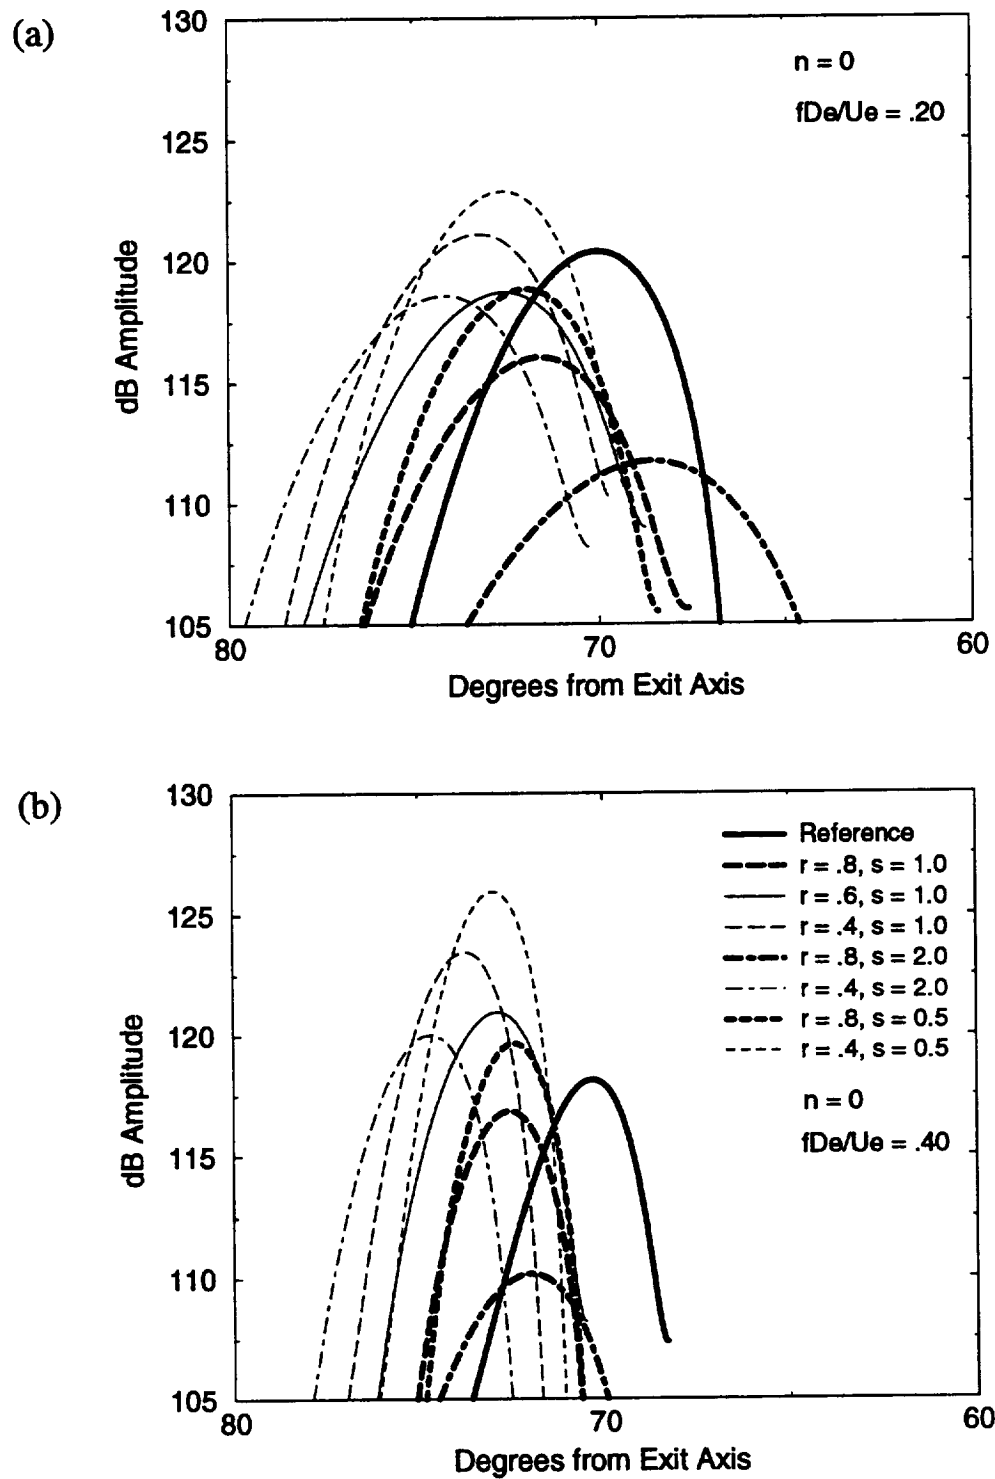 (a)
130
125
120
115
110
105
dB Amplitude
n = 0
fDe/Ue = .20
80
70
60
Degrees from Exit Axis
(b)
130
125
120
115
110
105
dB Amplitude
Reference
r = .8, s = 1.0
r = .6, s = 1.0
r = .4, s = 1.0
r = .8, s = 2.0
r = .4, s = 2.0
r = .8, s = 0.5
r = .4, s = 0.5
n = 0
fDe/Ue = .40
80
70
60
Degrees from Exit Axis